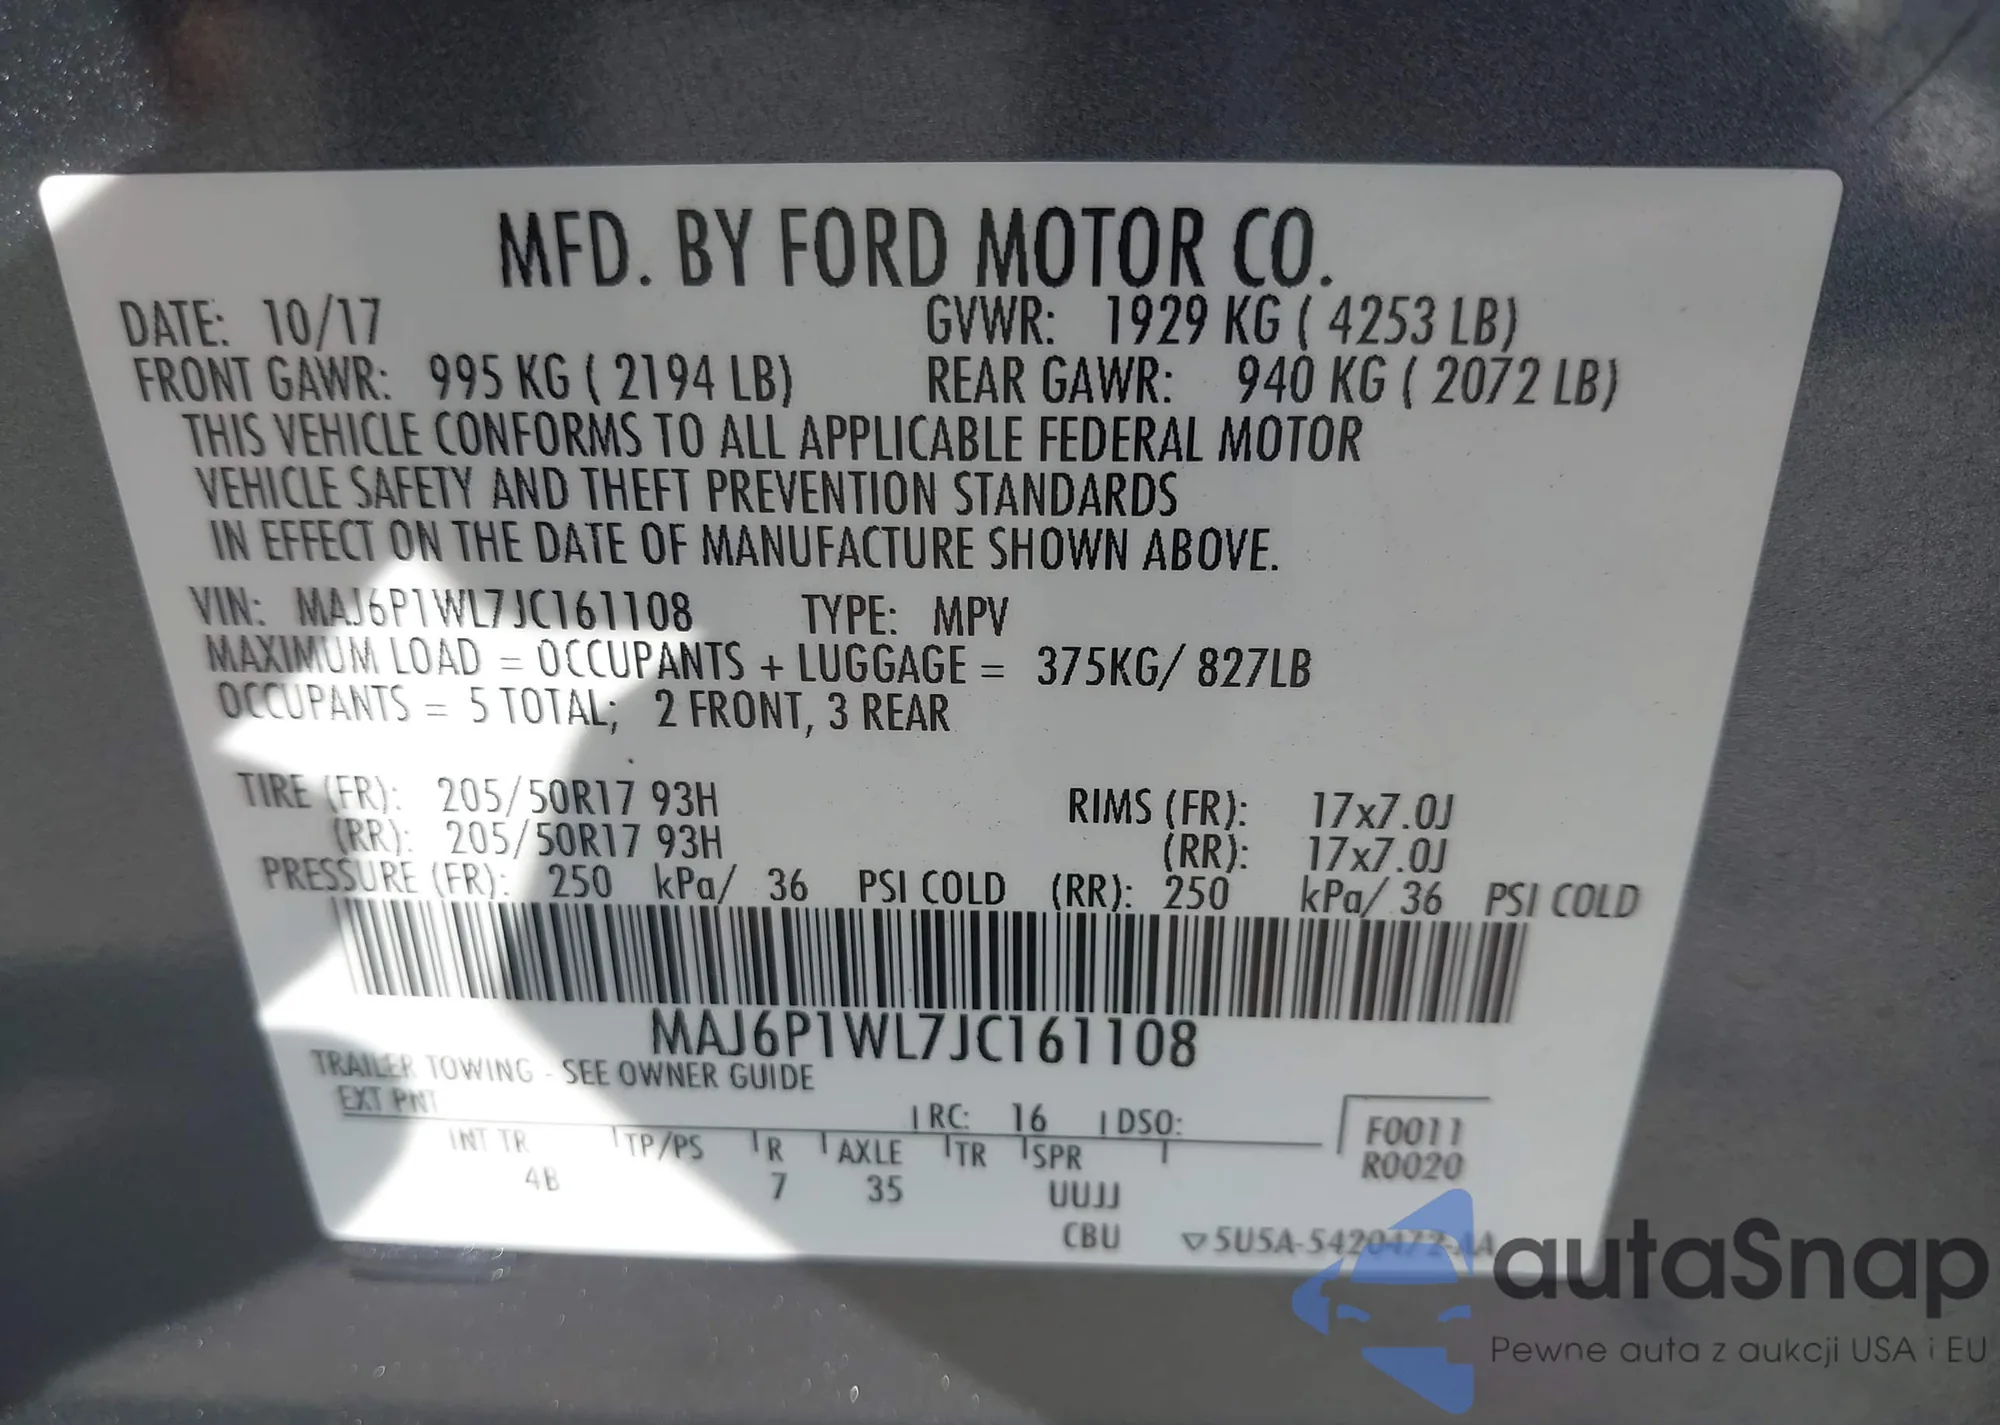 MFD. BY FORD MOTOR CO.
DATE: 10/17 GVWR: 1929 KG ( 4253 LB)
FRONT GAWR: 995 KG ( 2194 LB) REAR GAWR: 940 KG ( 2072 LB)
THIS VEHICLE CONFORMS TO ALL APPLICABLE FEDERAL MOTOR
VEHICLE SAFETY AND THEFT PREVENTION STANDARDS
IN EFFECT ON THE DATE OF MANUFACTURE SHOWN ABOVE.
VIN: MAJ6P1WL7JC161108 TYPE: MPV
MAXIMUM LOAD = OCCUPANTS + LUGGAGE = 375KG/ 827LB
OCCUPANTS = 5 TOTAL; 2 FRONT, 3 REAR
TIRE (FR): 205/50R17 93H RIMS (FR): 17x7.0J
(RR): 205/50R17 93H (RR): 17x7.0J
PRESSURE (FR): 250 kPa/ 36 PSI COLD (RR): 250 kPa/ 36 PSI COLD
MAJ6P1WL7JC161108
TRAILER TOWING - SEE OWNER GUIDE
EXT PNT RC: 16 DSO: F0011
R0020
INT TR TP/PS R AXLE TR SPR
4B 7 35 UUJJ
CBU 5U5A-5420472-AA
autaSnap
Pewne auta z aukcji USA i EU